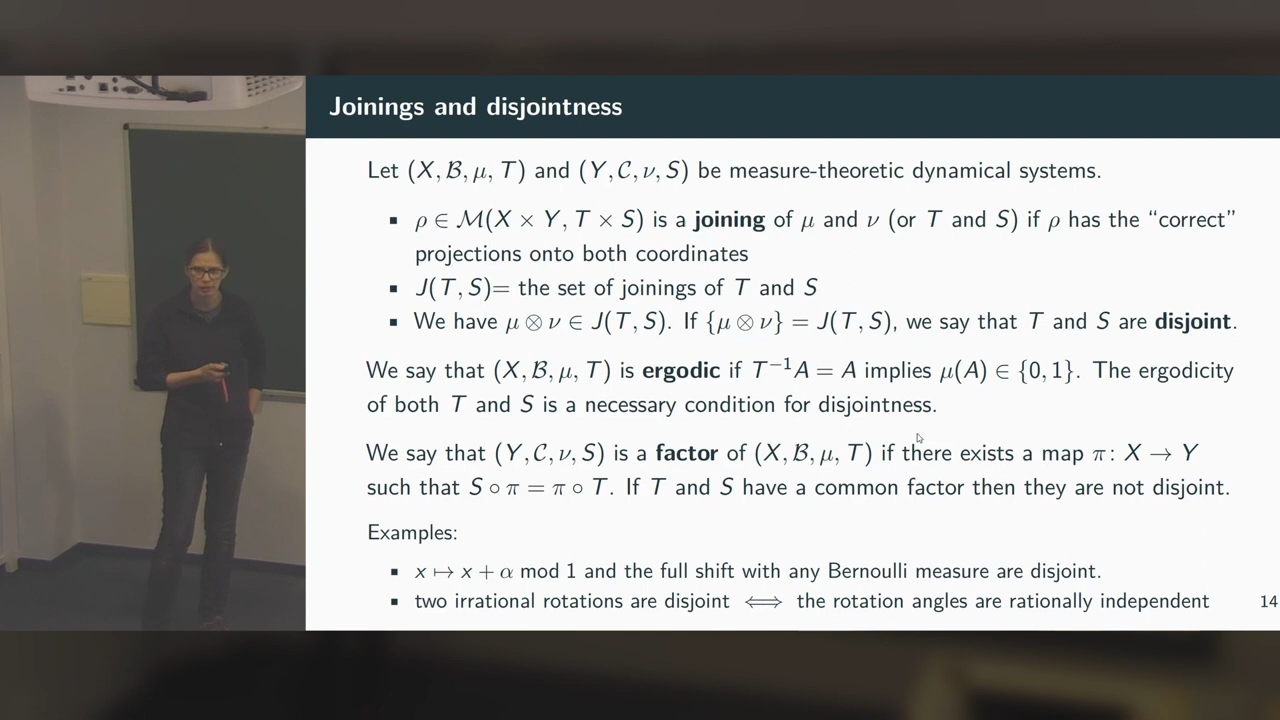 Joinings and disjointness
Let (X, ℬ, μ, T) and (Y, 𝒞, ν, S) be measure-theoretic dynamical systems.
▪ ρ ∈ ℳ(X × Y, T × S) is a joining of μ and ν (or T and S) if ρ has the “correct”
projections onto both coordinates
▪ J(T, S)= the set of joinings of T and S
▪ We have μ ⊗ ν ∈ J(T, S). If {μ ⊗ ν} = J(T, S), we say that T and S are disjoint.
We say that (X, ℬ, μ, T) is ergodic if T⁻¹A = A implies μ(A) ∈ {0, 1}. The ergodicity
of both T and S is a necessary condition for disjointness.
We say that (Y, 𝒞, ν, S) is a factor of (X, ℬ, μ, T) if there exists a map π: X → Y
such that S ∘ π = π ∘ T. If T and S have a common factor then they are not disjoint.
Examples:
▪ x ↦ x + α mod 1 and the full shift with any Bernoulli measure are disjoint.
▪ two irrational rotations are disjoint ⟺ the rotation angles are rationally independent
14